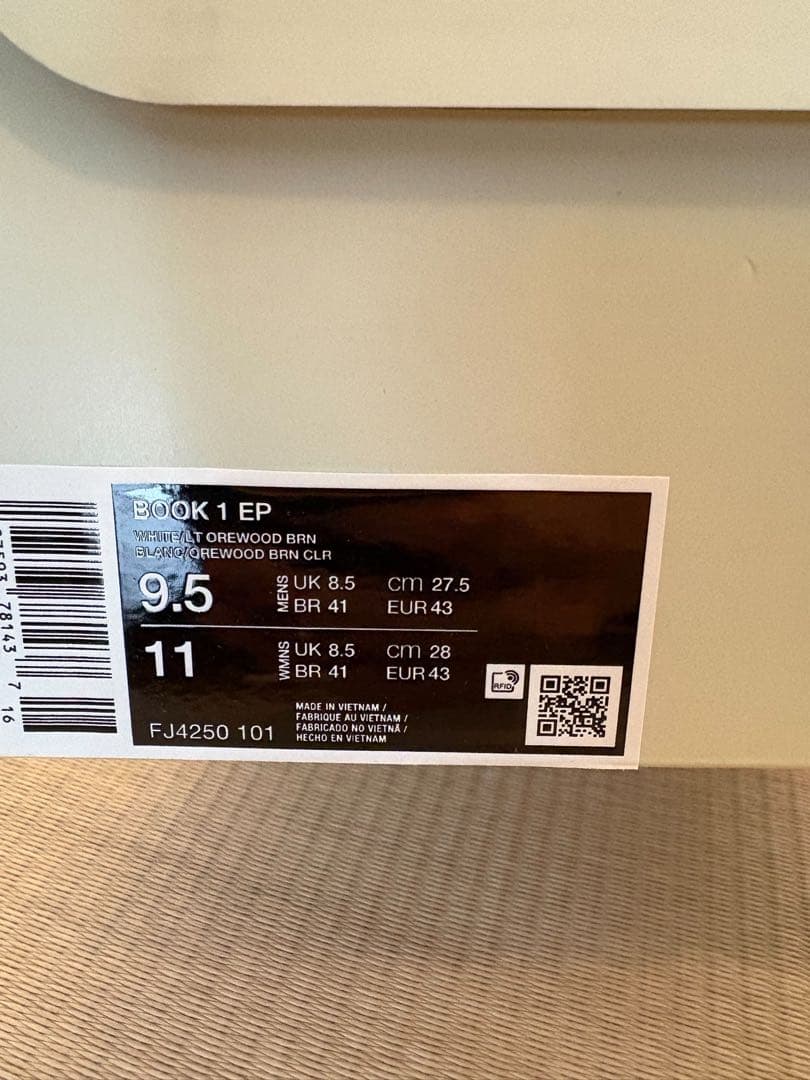 BOOK 1 EP
WHITE/LT OREWOOD BRN
BLANC/OREWOOD BRN CLR
9.5 MENS UK 8.5 cm 27.5
BR 41 EUR 43
11 WMNS UK 8.5 cm 28
BR 41 EUR 43
FJ4250 101
MADE IN VIETNAM /
FABRIQUE AU VIETNAM /
FABRICADO NO VIETNÃ /
HECHO EN VIETNAM
RFID
78143 7 16